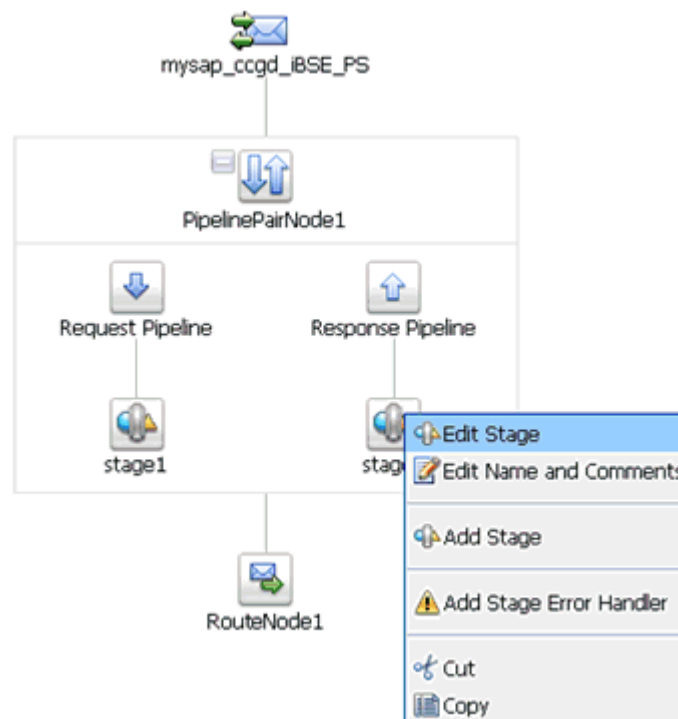 mysap_ccgd_iBSE_PS
PipelinePairNode1
Request Pipeline
Response Pipeline
stage1
stag
Edit Stage
Edit Name and Comments
Add Stage
Add Stage Error Handler
Cut
Copy
RouteNode1